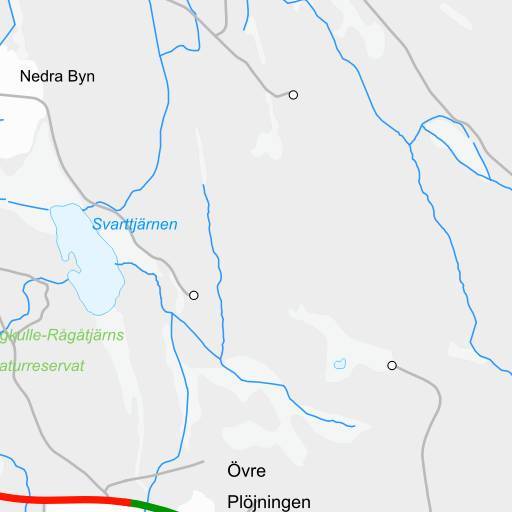 Nedra Byn
Svarttjärnen
gkulle-Rågåtjärns
aturreservat
Övre
Plöjningen